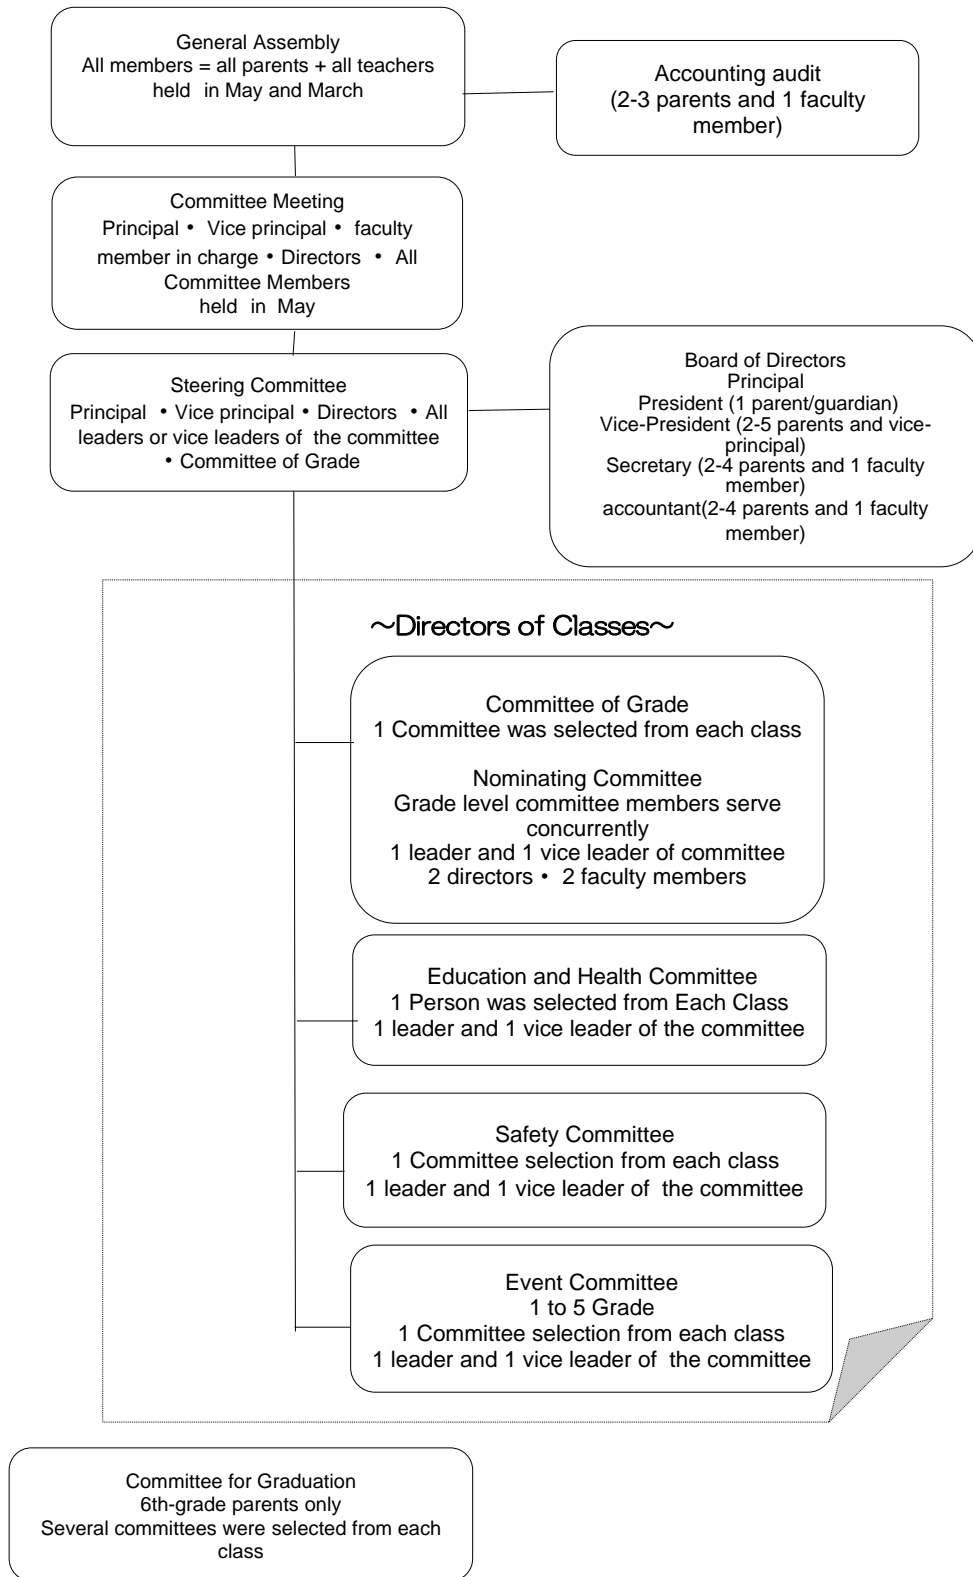 General Assembly
All members = all parents + all teachers
held in May and March
Accounting audit
(2-3 parents and 1 faculty
member)
Committee Meeting
Principal • Vice principal • faculty
member in charge • Directors • All
Committee Members
held in May
Steering Committee
Principal • Vice principal • Directors • All
leaders or vice leaders of the committee
• Committee of Grade
Board of Directors
Principal
President (1 parent/guardian)
Vice-President (2-5 parents and vice-
principal)
Secretary (2-4 parents and 1 faculty
member)
accountant(2-4 parents and 1 faculty
member)
～Directors of Classes～
Committee of Grade
1 Committee was selected from each class
Nominating Committee
Grade level committee members serve
concurrently
1 leader and 1 vice leader of committee
2 directors • 2 faculty members
Education and Health Committee
1 Person was selected from Each Class
1 leader and 1 vice leader of the committee
Safety Committee
1 Committee selection from each class
1 leader and 1 vice leader of the committee
Event Committee
1 to 5 Grade
1 Committee selection from each class
1 leader and 1 vice leader of the committee
Committee for Graduation
6th-grade parents only
Several committees were selected from each
class